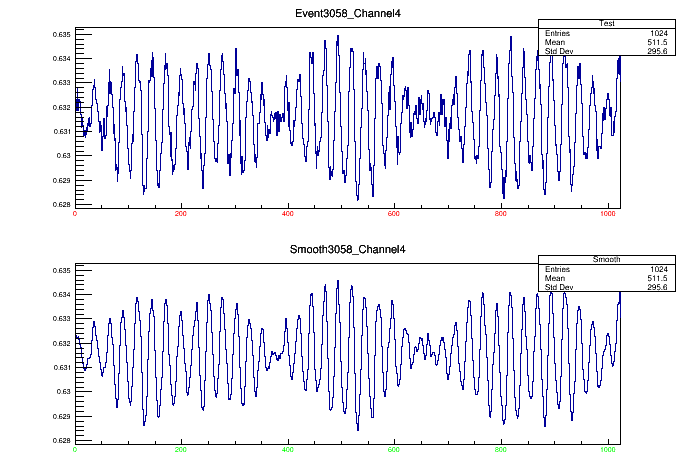 Event3058_Channel4
Test
Entries 1024
Mean 511.5
Std Dev 295.6
0.635
0.634
0.633
0.632
0.631
0.63
0.629
0.628
0 200 400 600 800 1000
Smooth3058_Channel4
Smooth
Entries 1024
Mean 511.5
Std Dev 295.6
0.635
0.634
0.633
0.632
0.631
0.63
0.629
0.628
0 200 400 600 800 1000